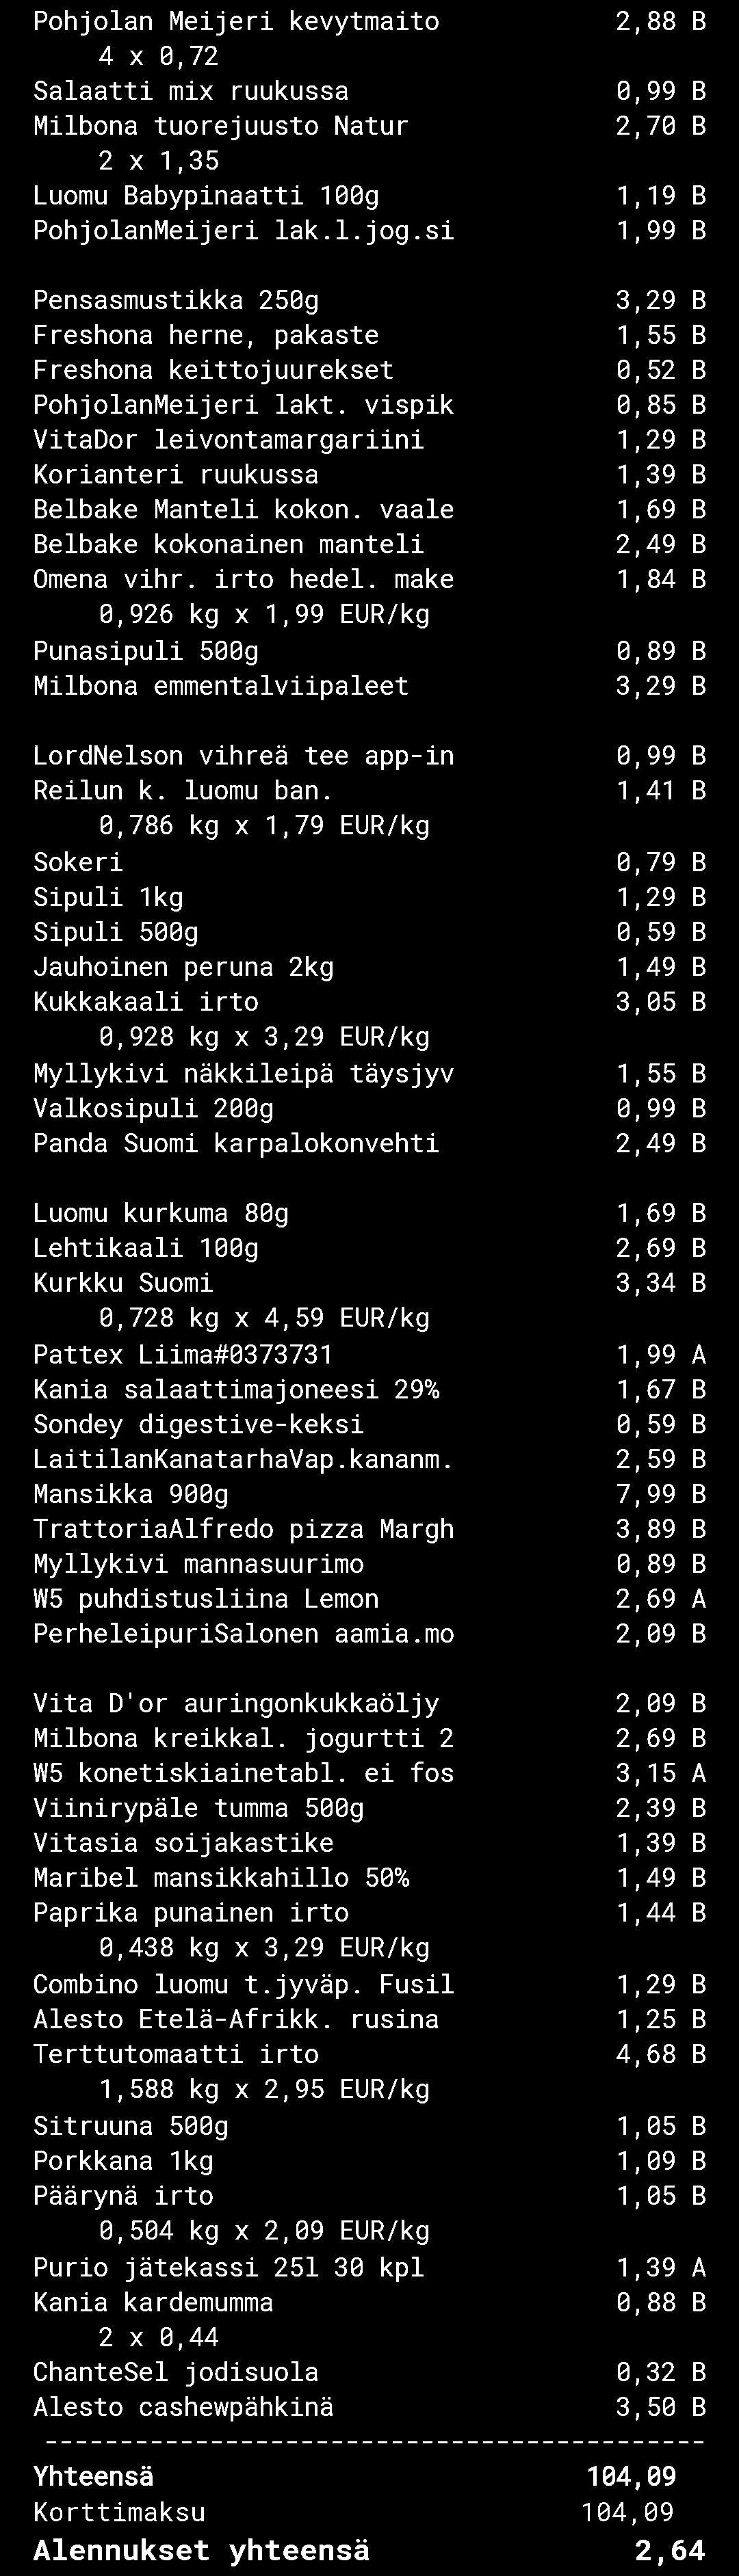 Pohjolan Meijeri kevytmaito 2,88 B
4 x 0,72
Salaatti mix ruukussa 0,99 B
Milbona tuorejuusto Natur 2,70 B
2 x 1,35
Luomu Babypinaatti 100g 1,19 B
PohjolanMeijeri lak.l.jog.si 1,99 B
Pensasmustikka 250g 3,29 B
Freshona herne, pakaste 1,55 B
Freshona keittojuurekset 0,52 B
PohjolanMeijeri lakt. vispik 0,85 B
VitaDor leivontamargariini 1,29 B
Korianteri ruukussa 1,39 B
Belbake Manteli kokon. vaale 1,69 B
Belbake kokonainen manteli 2,49 B
Omena vihr. irto hedel. make 1,84 B
0,926 kg x 1,99 EUR/kg
Punasipuli 500g 0,89 B
Milbona emmentalviipaleet 3,29 B
LordNelson vihreä tee app-in 0,99 B
Reilun k. luomu ban. 1,41 B
0,786 kg x 1,79 EUR/kg
Sokeri 0,79 B
Sipuli 1kg 1,29 B
Sipuli 500g 0,59 B
Jauhoinen peruna 2kg 1,49 B
Kukkakaali irto 3,05 B
0,928 kg x 3,29 EUR/kg
Myllykivi näkkileipä täysjyv 1,55 B
Valkosipuli 200g 0,99 B
Panda Suomi karpalokonvehti 2,49 B
Luomu kurkuma 80g 1,69 B
Lehtikaali 100g 2,69 B
Kurkku Suomi 3,34 B
0,728 kg x 4,59 EUR/kg
Pattex Liima#0373731 1,99 A
Kania salaattimajoneesi 29% 1,67 B
Sondey digestive-keksi 0,59 B
LaitilanKanatarhaVap.kananm. 2,59 B
Mansikka 900g 7,99 B
TrattoriaAlfredo pizza Margh 3,89 B
Myllykivi mannasuurimo 0,89 B
W5 puhdistusliina Lemon 2,69 A
PerheleipuriSalonen aamia.mo 2,09 B
Vita D'or auringonkukkaöljy 2,09 B
Milbona kreikkal. jogurtti 2 2,69 B
W5 konetiskiainetabl. ei fos 3,15 A
Viinirypäle tumma 500g 2,39 B
Vitasia soijakastike 1,39 B
Maribel mansikkahillo 50% 1,49 B
Paprika punainen irto 1,44 B
0,438 kg x 3,29 EUR/kg
Combino luomu t.jyväp. Fusil 1,29 B
Alesto Etelä-Afrikk. rusina 1,25 B
Terttutomaatti irto 4,68 B
1,588 kg x 2,95 EUR/kg
Sitruuna 500g 1,05 B
Porkkana 1kg 1,09 B
Päärynä irto 1,05 B
0,504 kg x 2,09 EUR/kg
Purio jätekassi 25l 30 kpl 1,39 A
Kania kardemumma 0,88 B
2 x 0,44
ChanteSel jodisuola 0,32 B
Alesto cashewpähkinä 3,50 B
--------------------------------------------
Yhteensä 104,09
Korttimaksu 104,09
Alennukset yhteensä 2,64